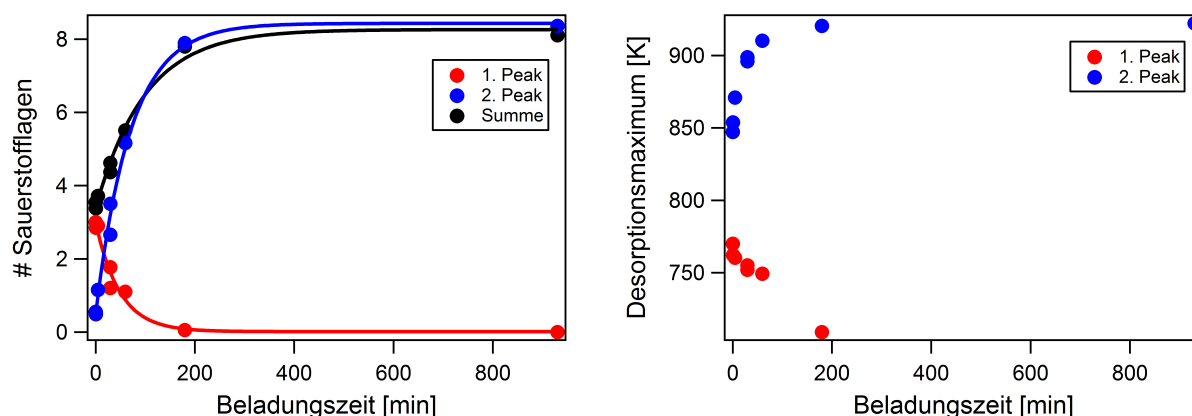 # Sauerstofflagen
8
6
4
2
0
1. Peak
2. Peak
Summe
0 200 400 600 800
Beladungszeit [min]
Desorptionsmaximum [K]
900
850
800
750
1. Peak
2. Peak
0 200 400 600 800
Beladungszeit [min]